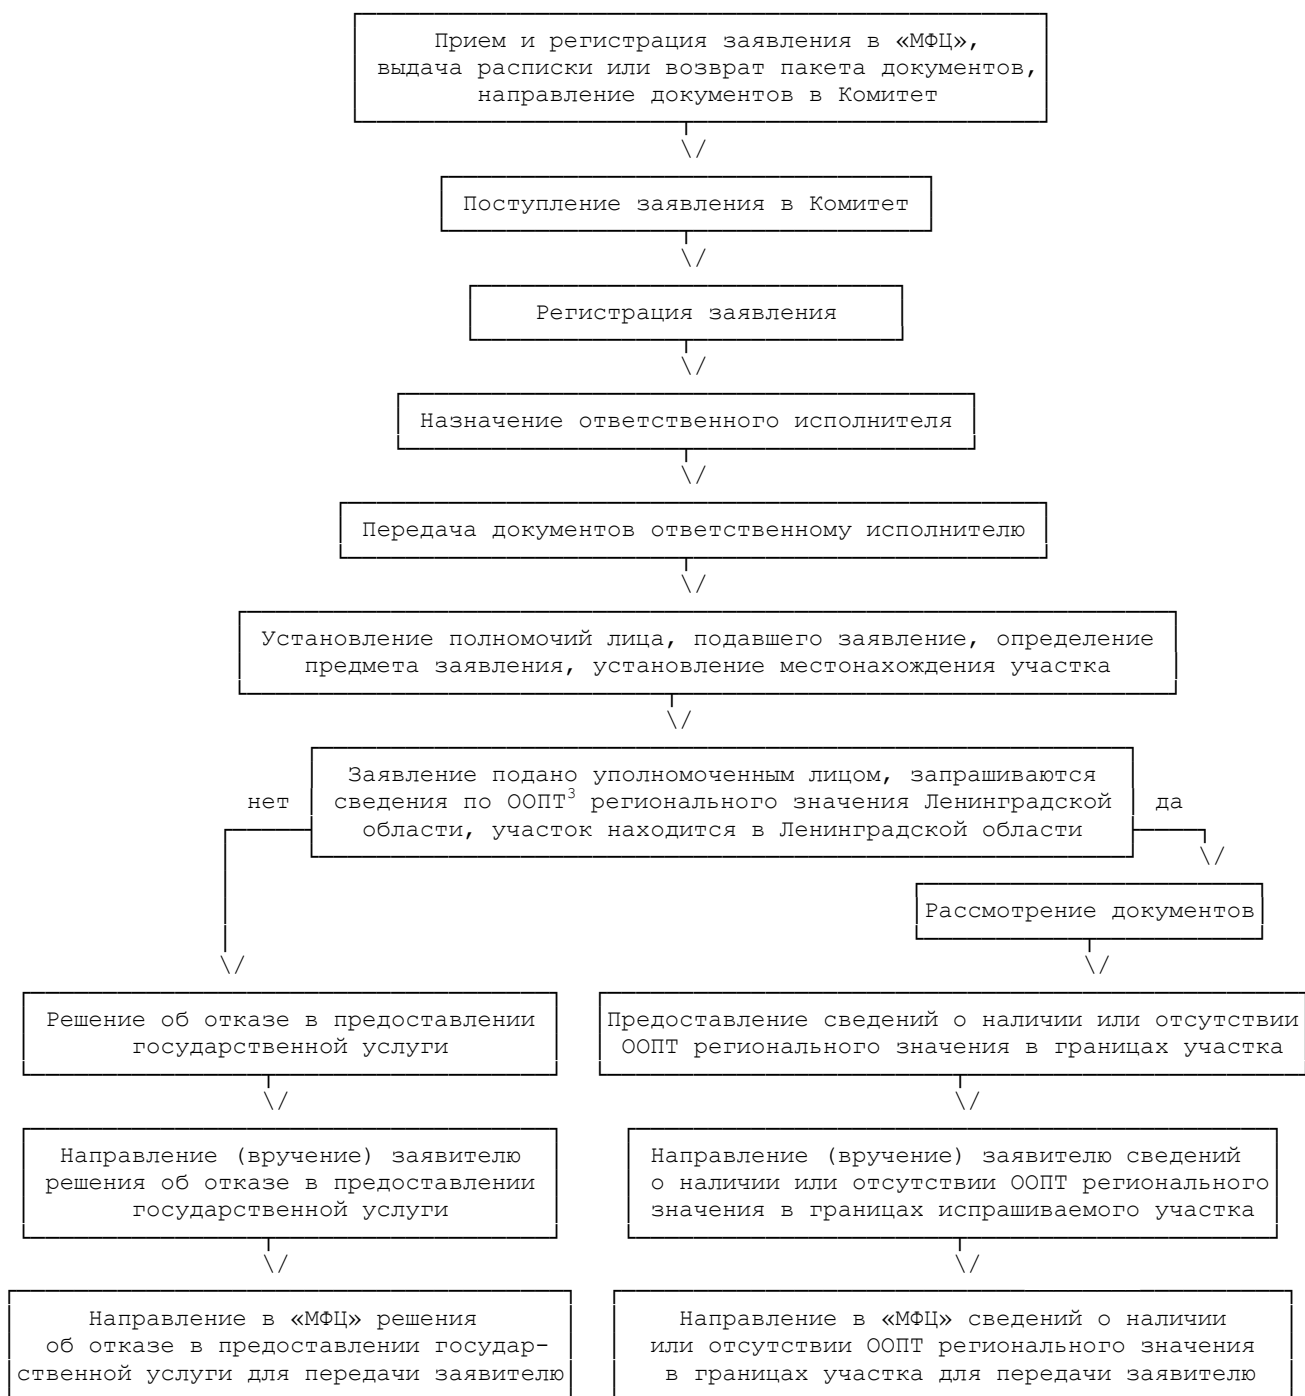 Прием и регистрация заявления в «МФЦ»,
выдача расписки или возврат пакета документов,
направление документов в Комитет
\/
Поступление заявления в Комитет
\/
Регистрация заявления
\/
Назначение ответственного исполнителя
\/
Передача документов ответственному исполнителю
\/
Установление полномочий лица, подавшего заявление, определение
предмета заявления, установление местонахождения участка
\/
Заявление подано уполномоченным лицом, запрашиваются
нет сведения по ООПТ³ регионального значения Ленинградской да
области, участок находится в Ленинградской области
\/
Рассмотрение документов
\/ \/
Решение об отказе в предоставлении
государственной услуги
Предоставление сведений о наличии или отсутствии
ООПТ регионального значения в границах участка
\/ \/
Направление (вручение) заявителю
решения об отказе в предоставлении
государственной услуги
Направление (вручение) заявителю сведений
о наличии или отсутствии ООПТ регионального
значения в границах испрашиваемого участка
\/ \/
Направление в «МФЦ» решения
об отказе в предоставлении государ-
ственной услуги для передачи заявителю
Направление в «МФЦ» сведений о наличии
или отсутствии ООПТ регионального значения
в границах участка для передачи заявителю